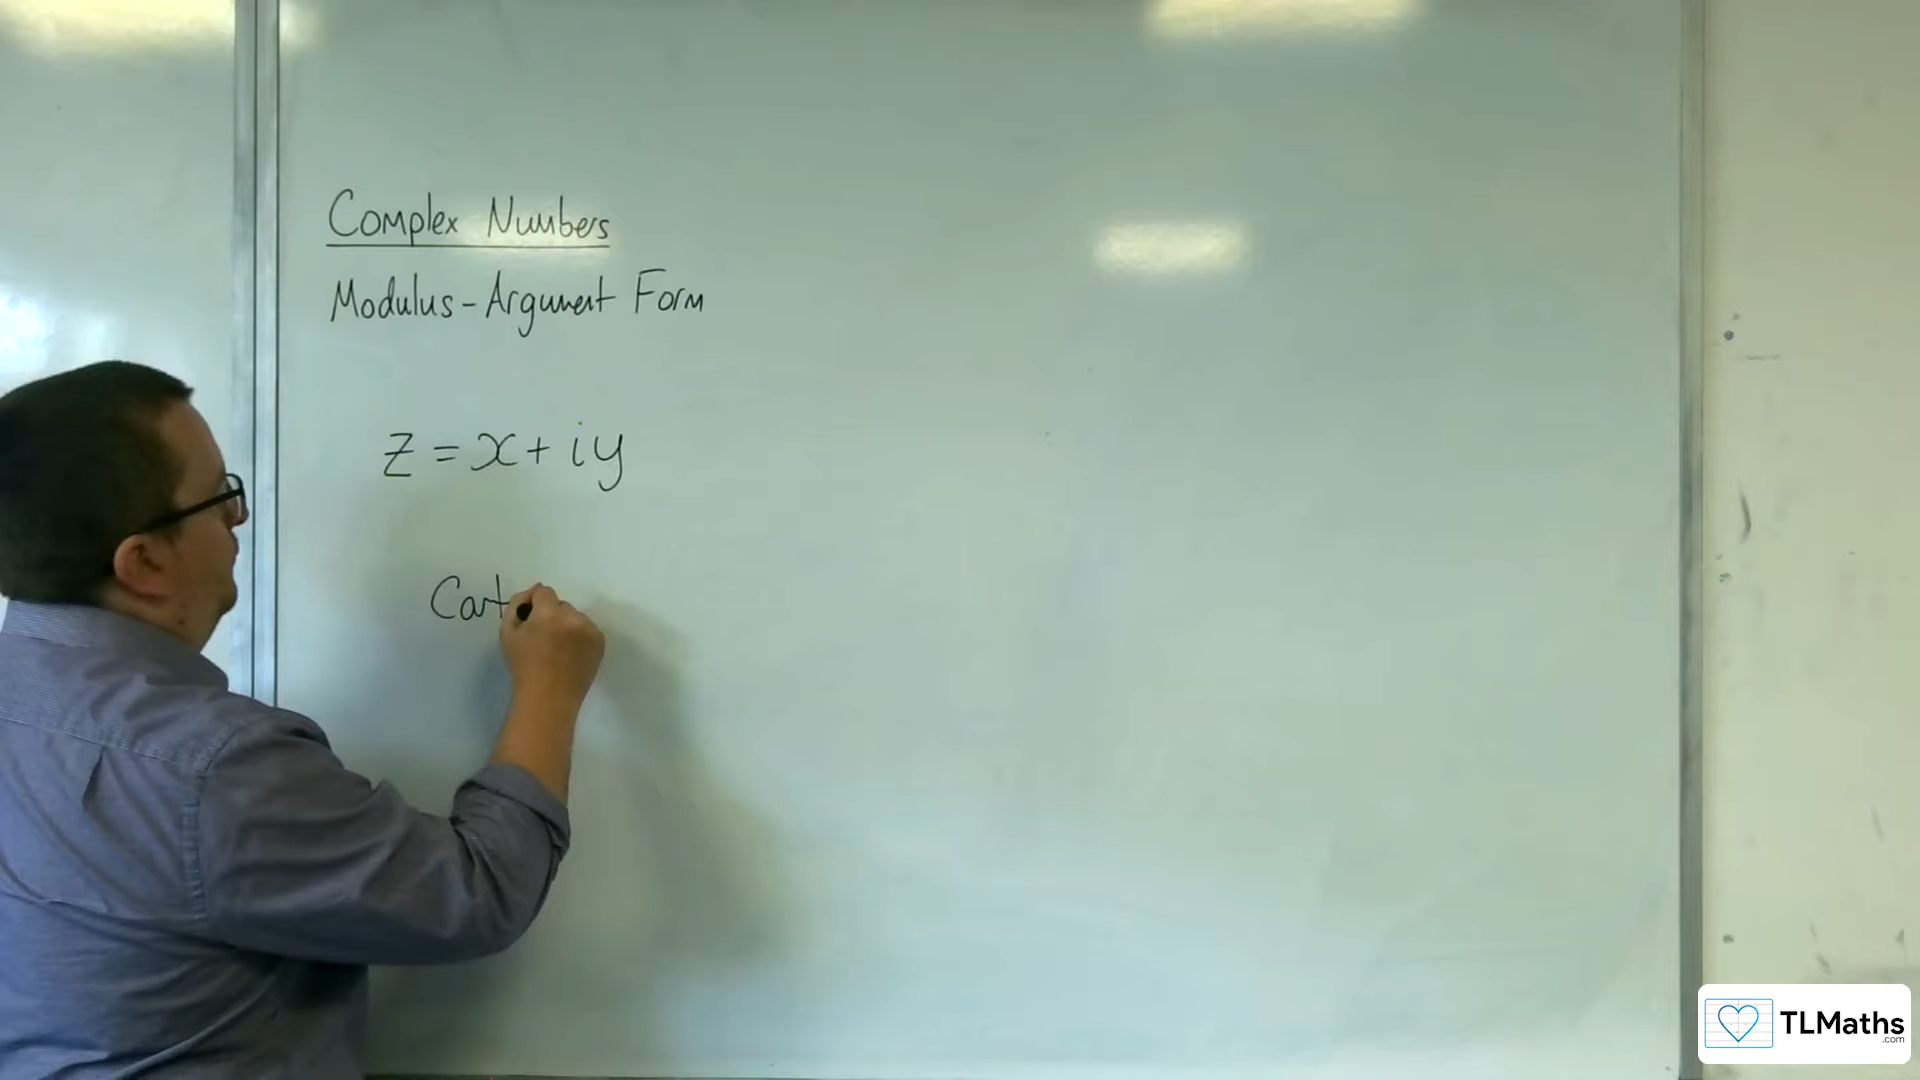 Complex Numbers
Modulus-Argument Form
z = x + iy
Cart
TLMaths
.com